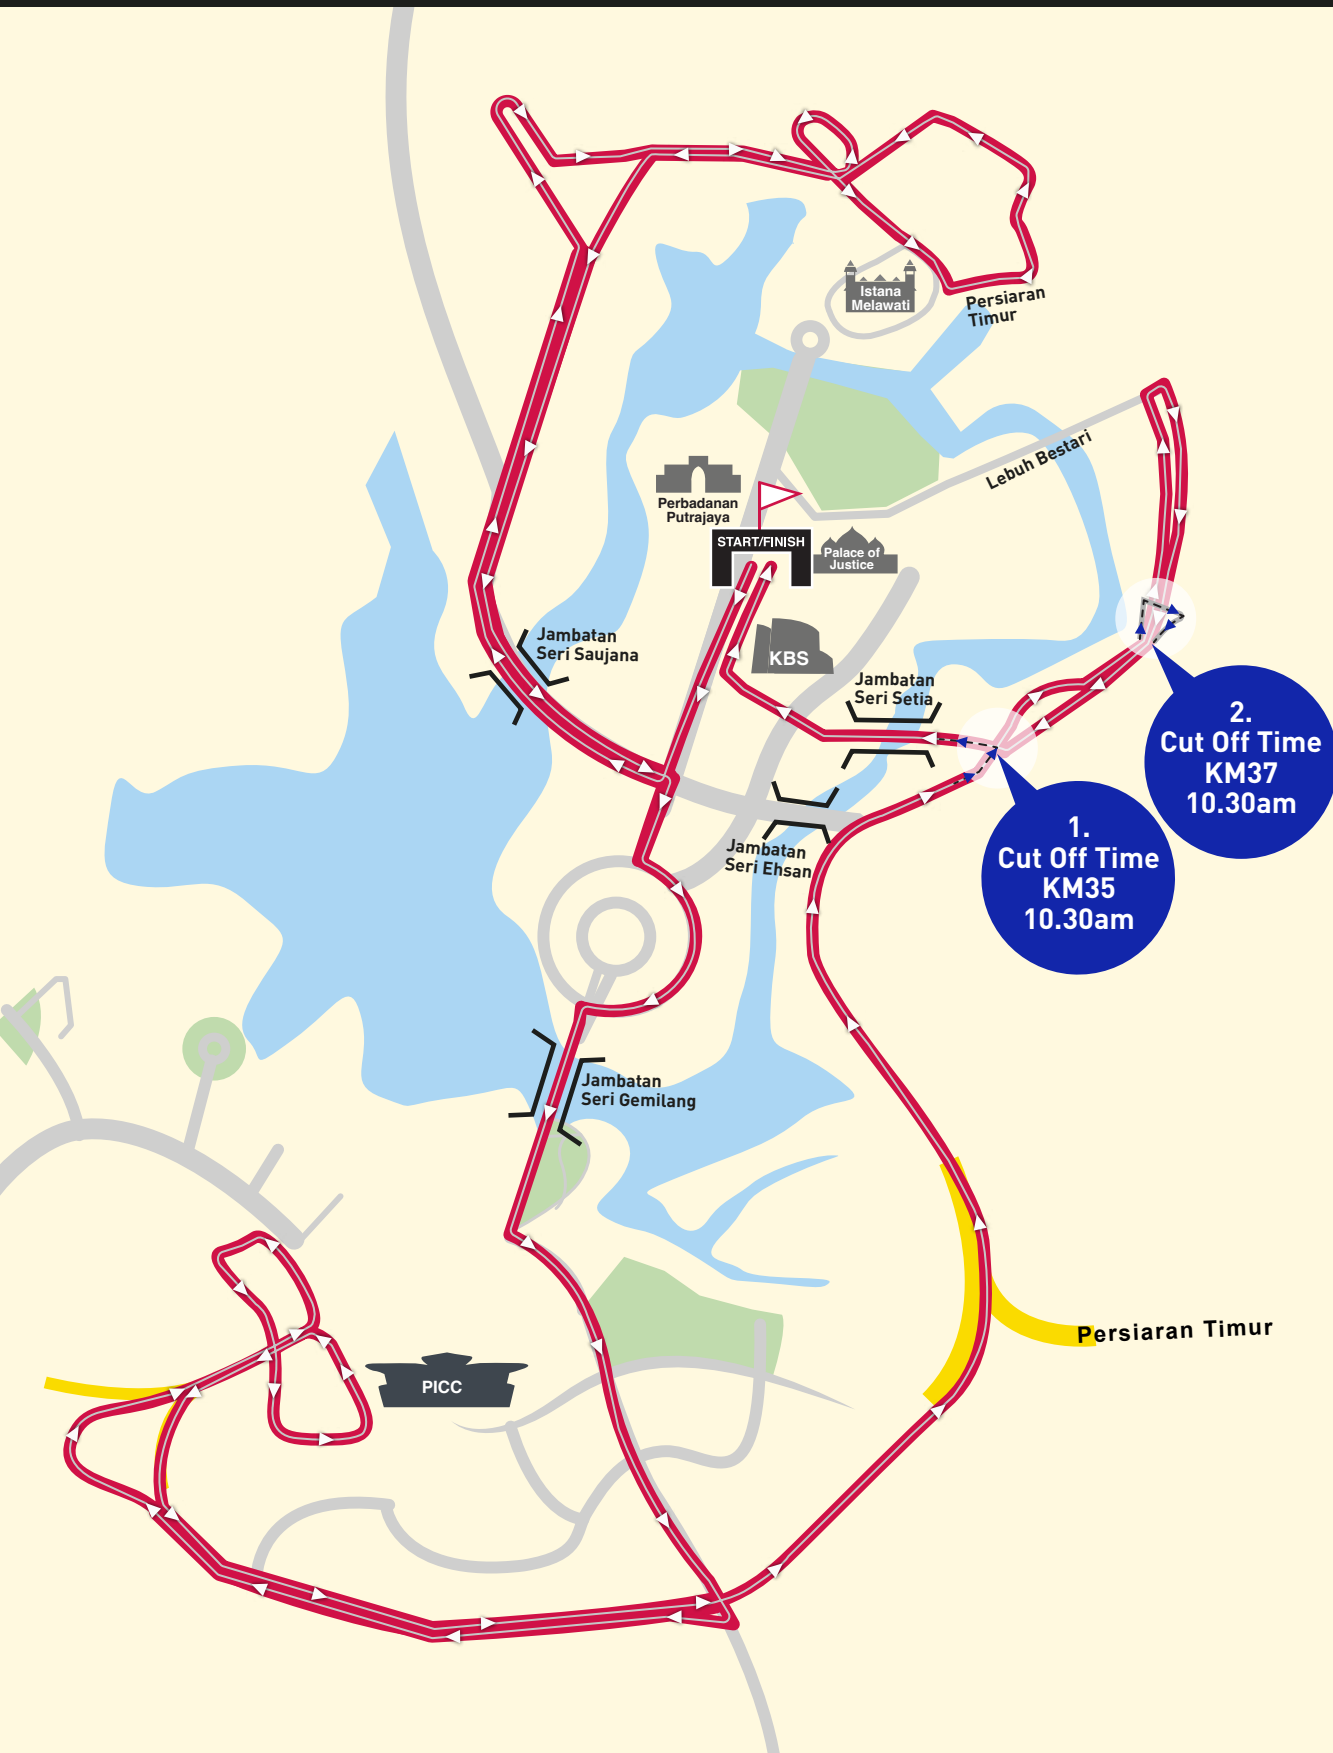 Istana
Melawati
Persiaran
Timur
Lebuh Bestari
Perbadanan
Putrajaya
START/FINISH
Palace of
Justice
Jambatan
Seri Saujana
KBS
Jambatan
Seri Setia
2.
Cut Off Time
KM37
10.30am
1.
Cut Off Time
KM35
10.30am
Jambatan
Seri Ehsan
Jambatan
Seri Gemilang
Persiaran Timur
PICC